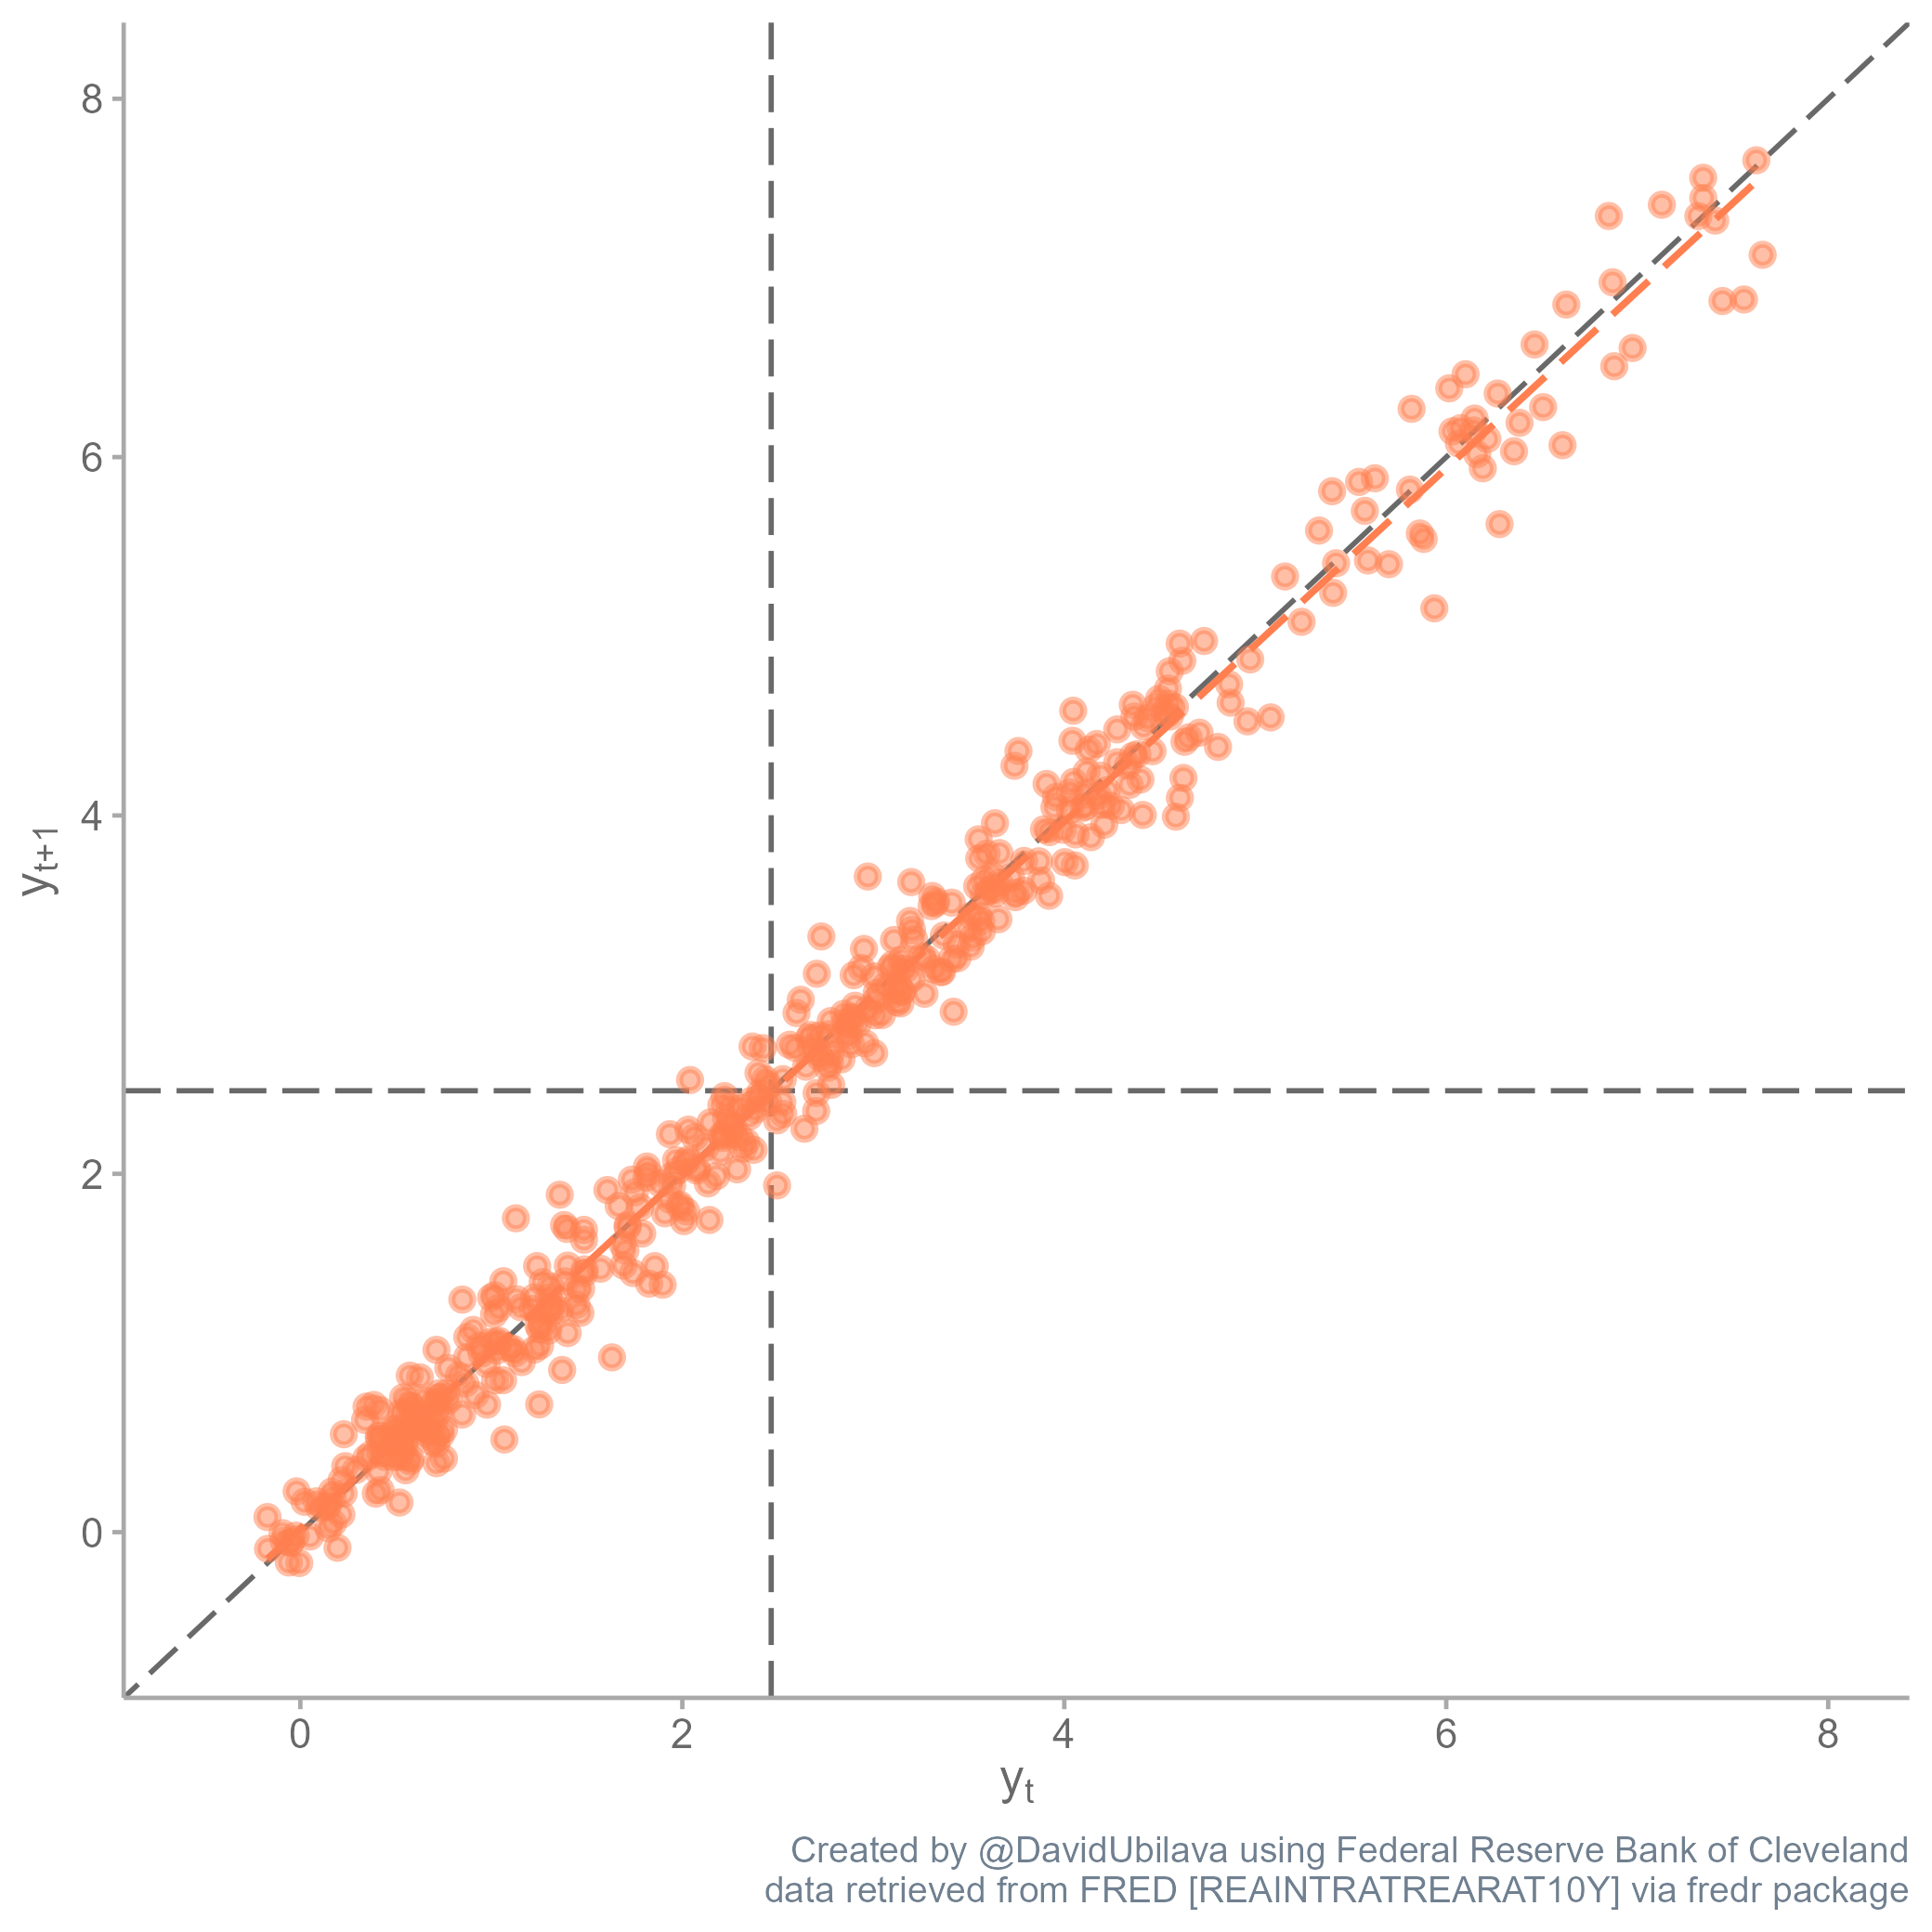 8
6
4
2
0
yt+1
0 2 4 6 8
yt
Created by @DavidUbilava using Federal Reserve Bank of Cleveland
data retrieved from FRED [REAINTRATREARAT10Y] via fredr package